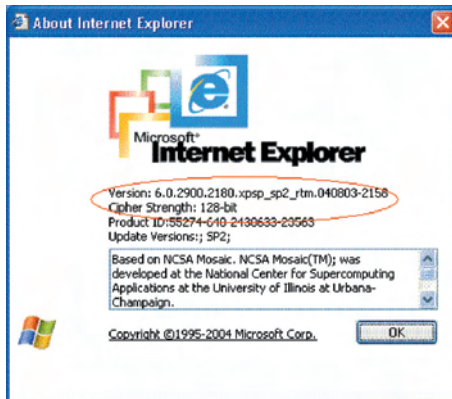 About Internet Explorer
Microsoft®
Internet Explorer
Version: 6.0.2900.2180.xpsp_sp2_rtm.040803-2158
Cipher Strength: 128-bit
Product ID:55274-640-2430633-23563
Update Versions:; SP2;
Based on NCSA Mosaic. NCSA Mosaic(TM); was
developed at the National Center for Supercomputing
Applications at the University of Illinois at Urbana-
Champaign.
Copyright ©1995-2004 Microsoft Corp.
OK